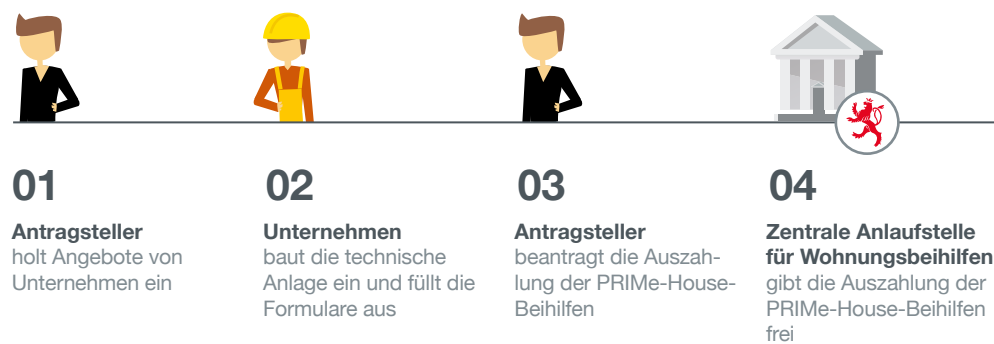 01
Antragsteller
holt Angebote von
Unternehmen ein
02
Unternehmen
baut die technische
Anlage ein und füllt die
Formulare aus
03
Antragsteller
beantragt die Auszah-
lung der PRIMe-House-
Beihilfen
04
Zentrale Anlaufstelle
für Wohnungsbeihilfen
gibt die Auszahlung der
PRIMe-House-Beihilfen
frei